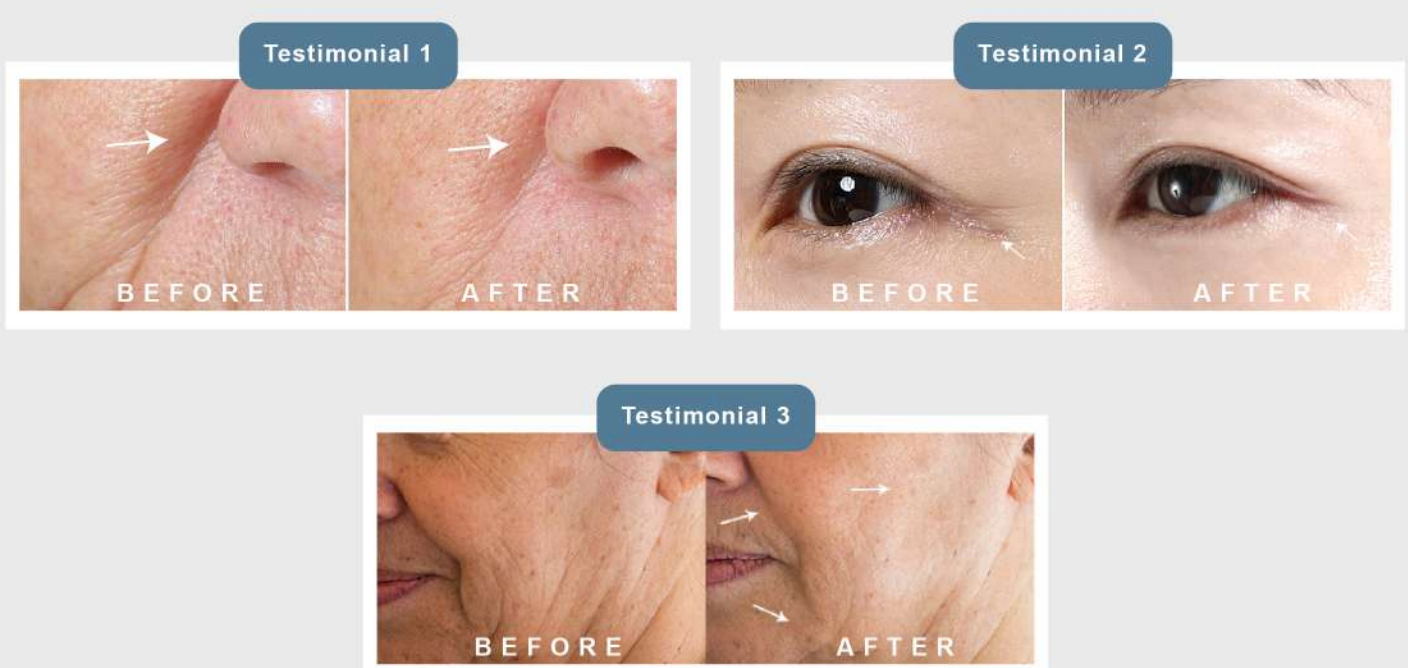 Testimonial 1
Testimonial 2
BEFORE
AFTER
BEFORE
AFTER
Testimonial 3
BEFORE
AFTER